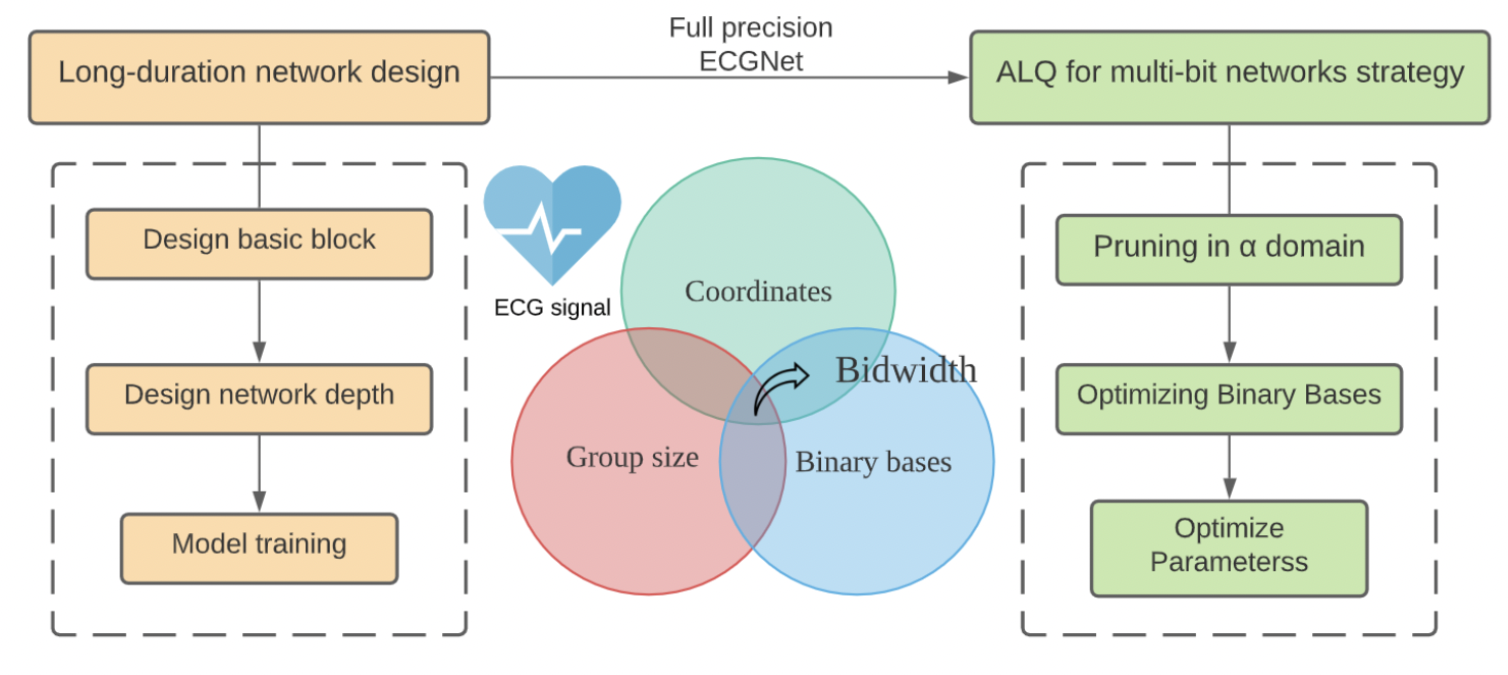 Full precision
ECGNet
Long-duration network design
ALQ for multi-bit networks strategy
Design basic block
Design network depth
Model training
ECG signal
Coordinates
Bidwidth
Group size
Binary bases
Pruning in α domain
Optimizing Binary Bases
Optimize
Parameterss